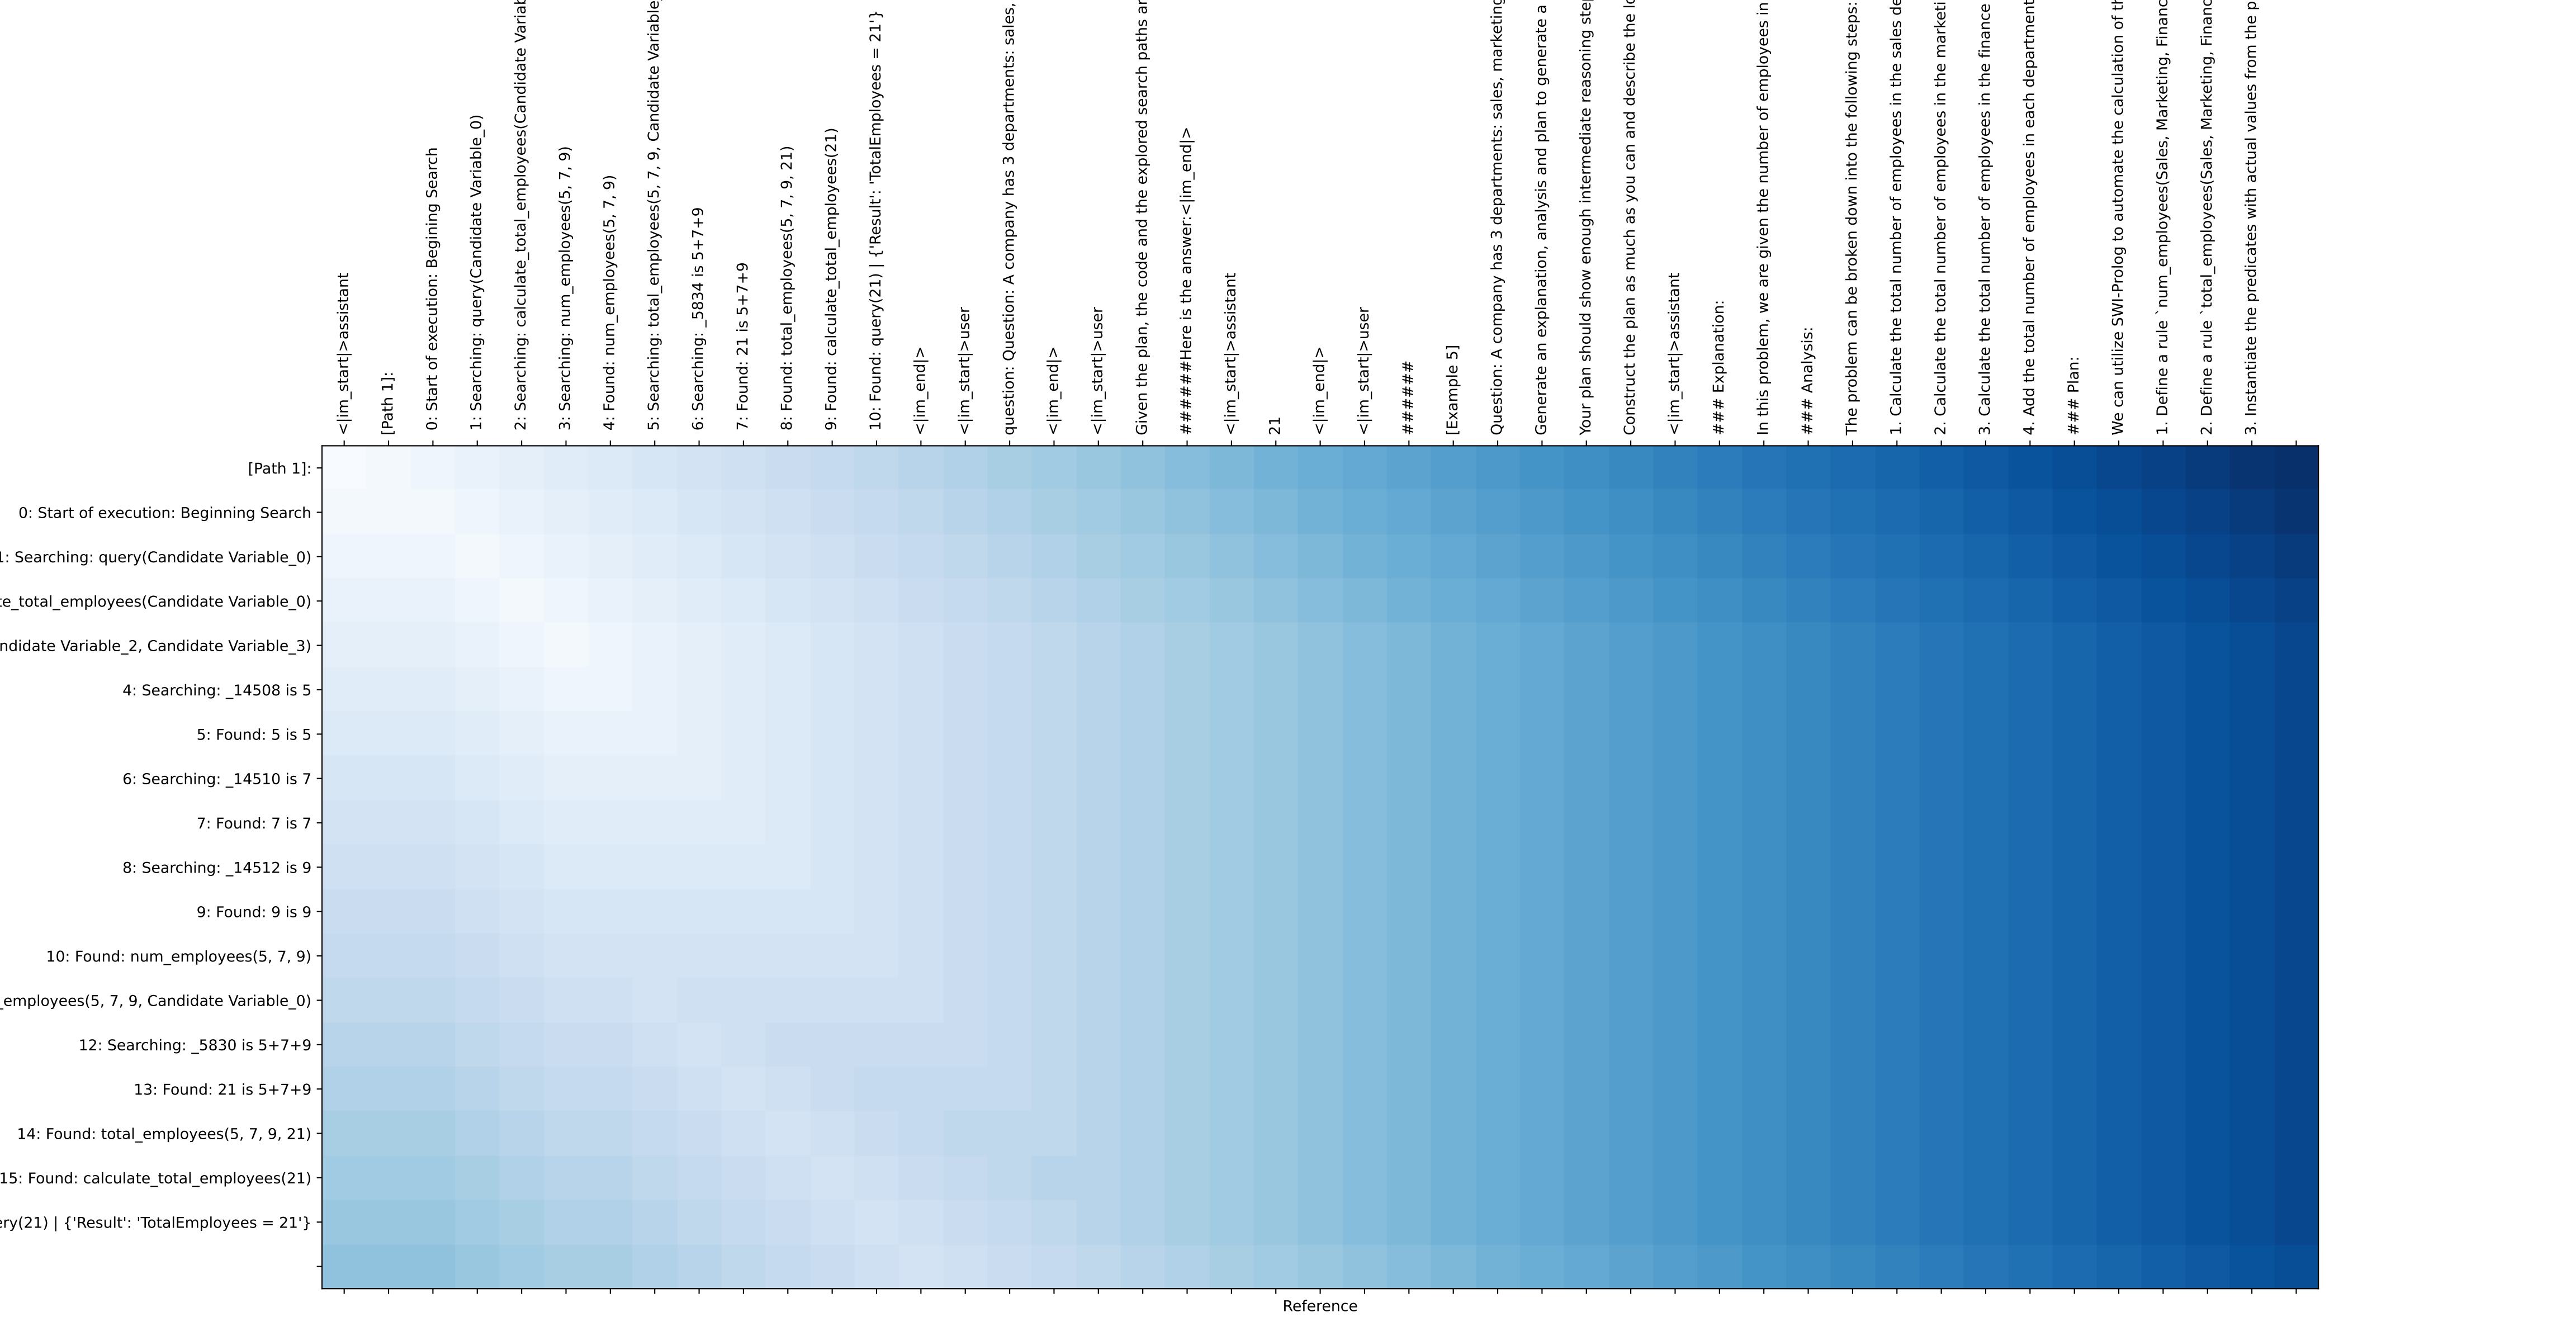 <|im_start|>assistant
[Path 1]:
0: Start of execution: Begining Search
1: Searching: query(Candidate Variable_0)
2: Searching: calculate_total_employees(Candidate Variab
3: Searching: num_employees(5, 7, 9)
4: Found: num_employees(5, 7, 9)
5: Searching: total_employees(5, 7, 9, Candidate Variable_
6: Searching: _5834 is 5+7+9
7: Found: 21 is 5+7+9
8: Found: total_employees(5, 7, 9, 21)
9: Found: calculate_total_employees(21)
10: Found: query(21) | {'Result': 'TotalEmployees = 21'}
<|im_end|>
<|im_start|>user
question: Question: A company has 3 departments: sales,
<|im_end|>
<|im_start|>user
Given the plan, the code and the explored search paths ar
######Here is the answer:<|im_end|>
<|im_start|>assistant
21
<|im_end|>
<|im_start|>user
######
[Example 5]
Question: A company has 3 departments: sales, marketing
Generate an explanation, analysis and plan to generate a
Your plan should show enough intermediate reasoning step
Construct the plan as much as you can and describe the lo
<|im_start|>assistant
### Explanation:
In this problem, we are given the number of employees in
### Analysis:
The problem can be broken down into the following steps:
1. Calculate the total number of employees in the sales de
2. Calculate the total number of employees in the marketi
3. Calculate the total number of employees in the finance
4. Add the total number of employees in each department
### Plan:
We can utilize SWI-Prolog to automate the calculation of th
1. Define a rule `num_employees(Sales, Marketing, Financ
2. Define a rule `total_employees(Sales, Marketing, Financ
3. Instantiate the predicates with actual values from the p
[Path 1]:
0: Start of execution: Beginning Search
1: Searching: query(Candidate Variable_0)
te_total_employees(Candidate Variable_0)
ndidate Variable_2, Candidate Variable_3)
4: Searching: _14508 is 5
5: Found: 5 is 5
6: Searching: _14510 is 7
7: Found: 7 is 7
8: Searching: _14512 is 9
9: Found: 9 is 9
10: Found: num_employees(5, 7, 9)
_employees(5, 7, 9, Candidate Variable_0)
12: Searching: _5830 is 5+7+9
13: Found: 21 is 5+7+9
14: Found: total_employees(5, 7, 9, 21)
15: Found: calculate_total_employees(21)
ery(21) | {'Result': 'TotalEmployees = 21'}
Reference